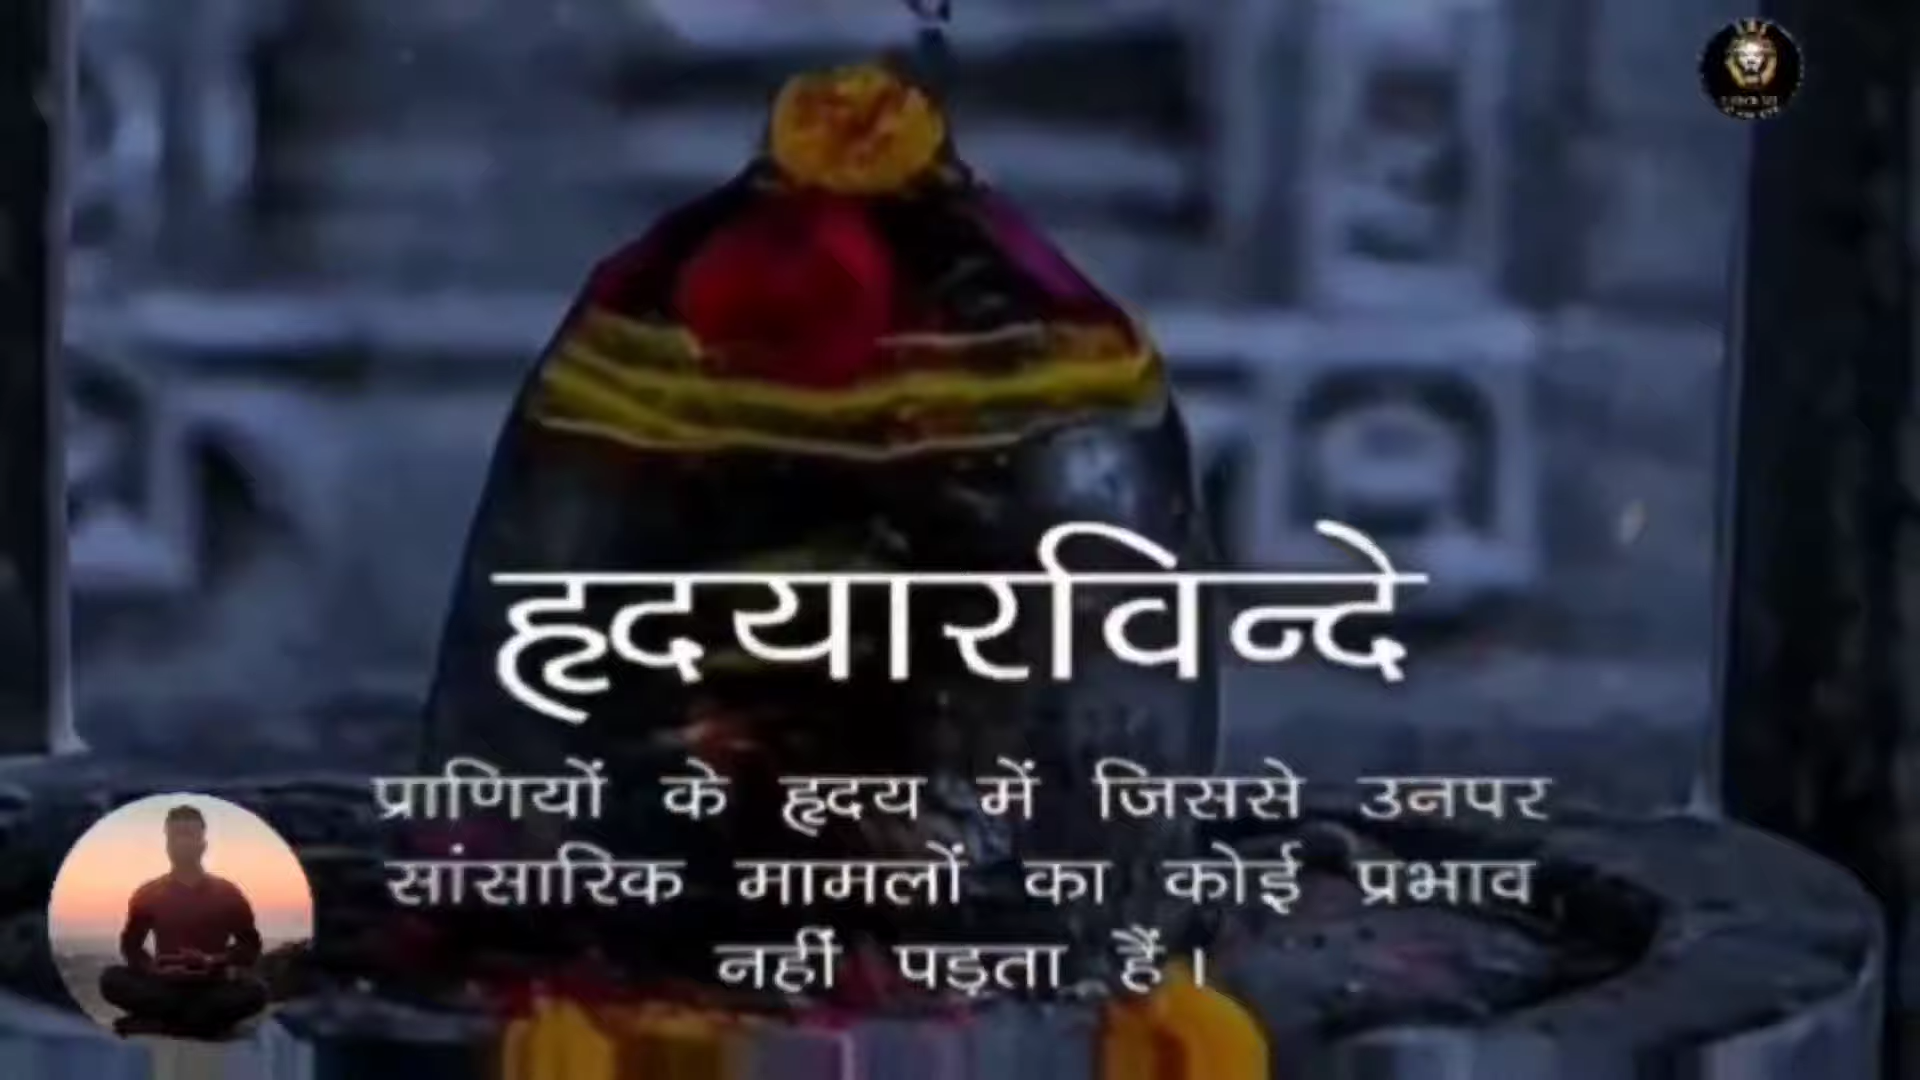 हृदयारविन्दे
प्राणियों के हृदय में जिससे उनपर
सांसारिक मामलों का कोई प्रभाव
नहीं पड़ता हैं।